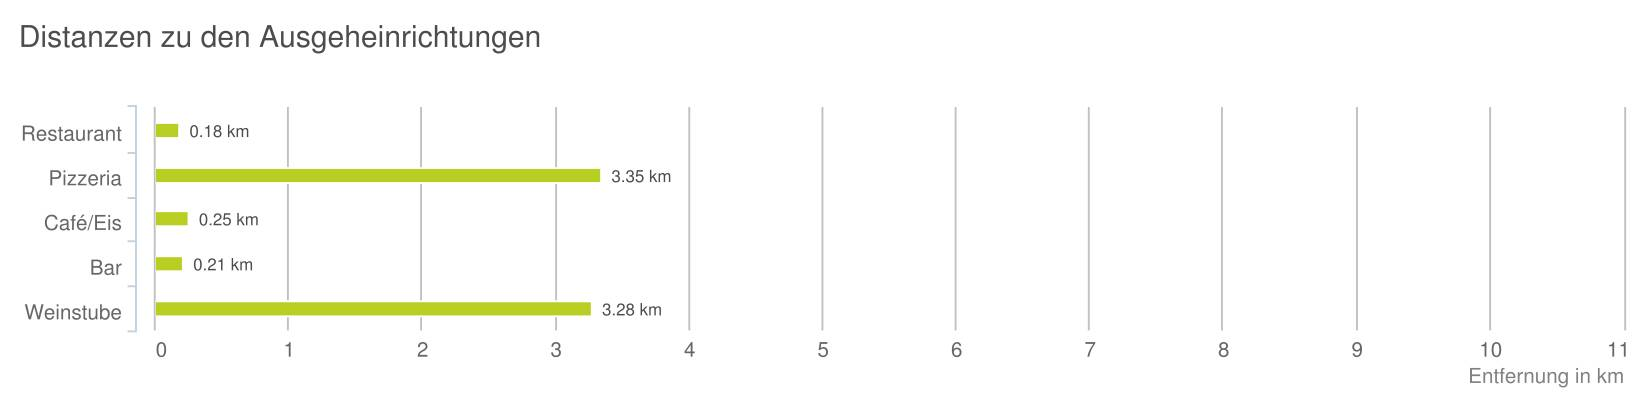 Distanzen zu den Ausgeheinrichtungen
Restaurant 0.18 km
Pizzeria 3.35 km
Café/Eis 0.25 km
Bar 0.21 km
Weinstube 3.28 km
0 1 2 3 4 5 6 7 8 9 10 11
Entfernung in km